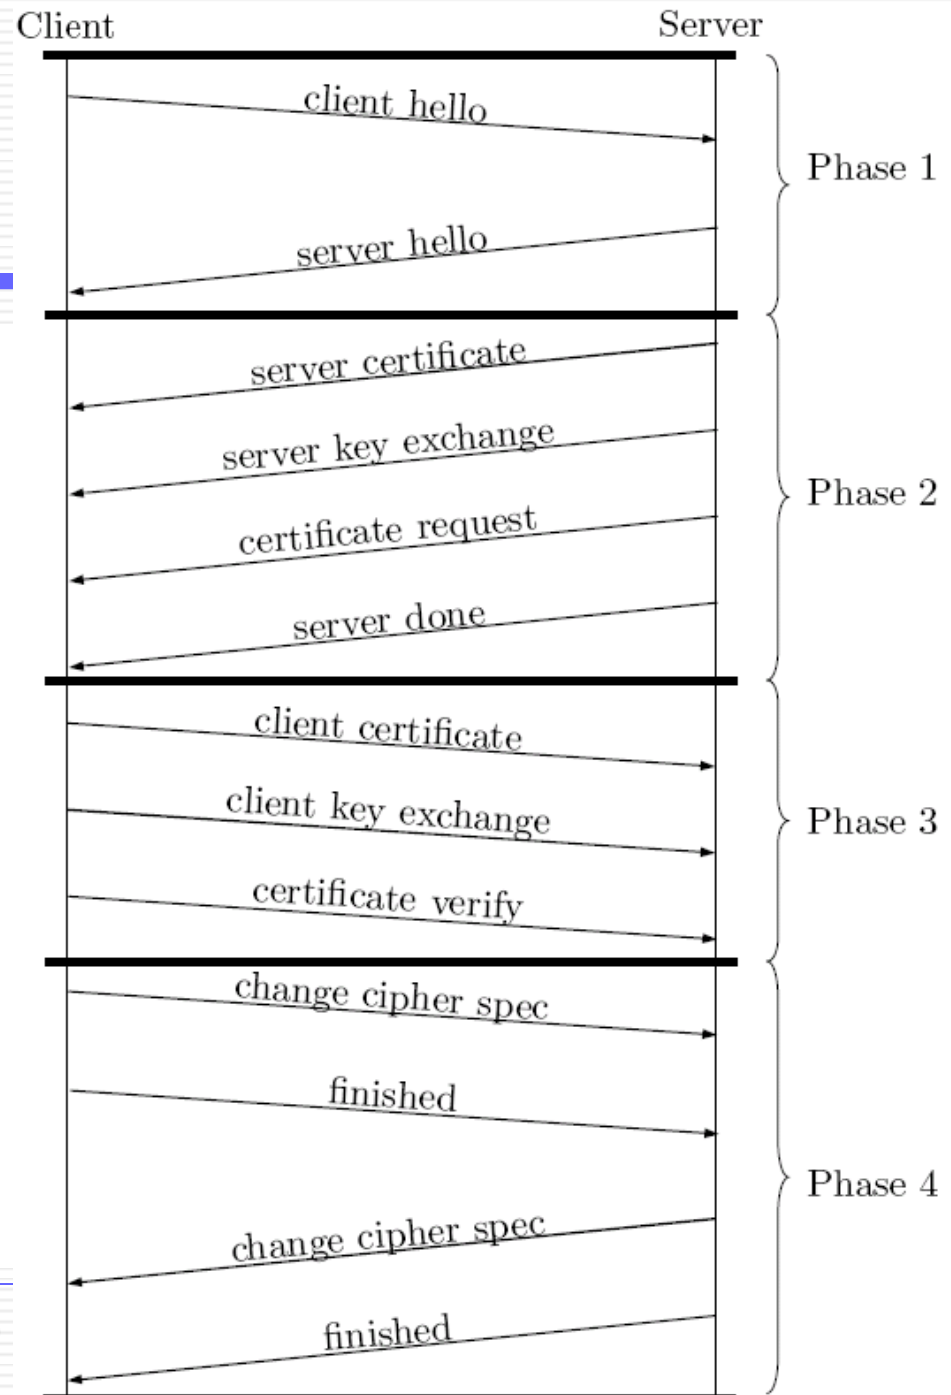 Client
Server
client hello
Phase 1
server hello
server certificate
server key exchange
Phase 2
certificate request
server done
client certificate
client key exchange
Phase 3
certificate verify
change cipher spec
finished
Phase 4
change cipher spec
finished